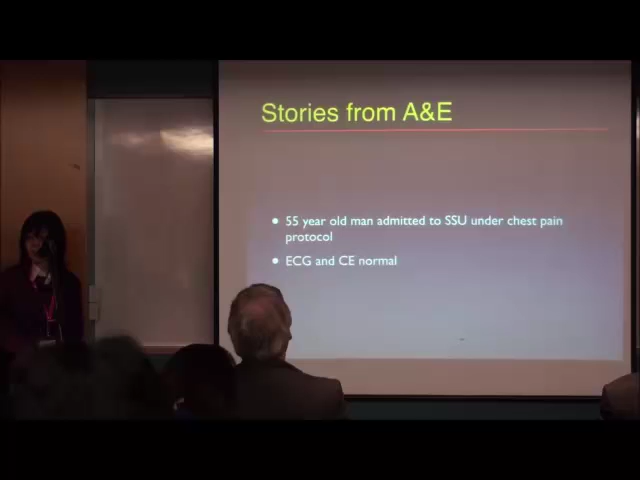 Stories from A&E
• 55 year old man admitted to SSU under chest pain
protocol
• ECG and CE normal